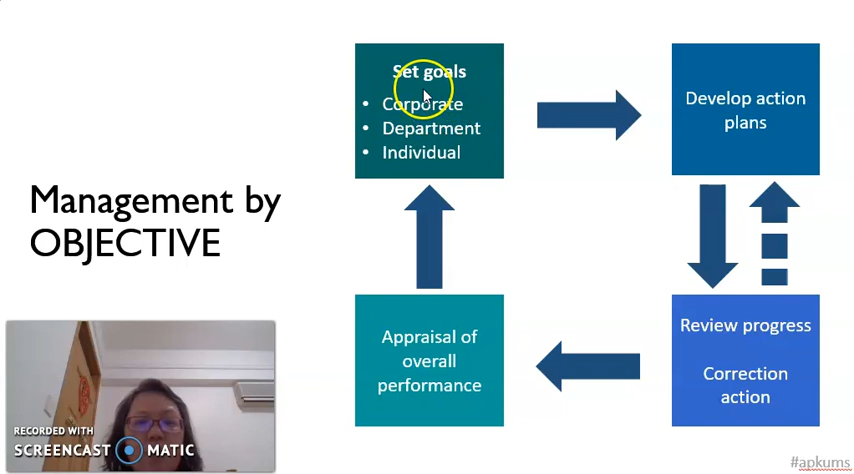 Management by
OBJECTIVE
Set goals
• Corporate
• Department
• Individual
Develop action
plans
Review progress
Correction
action
Appraisal of
overall
performance
RECORDED WITH
SCREENCAST MATIC
#apkums